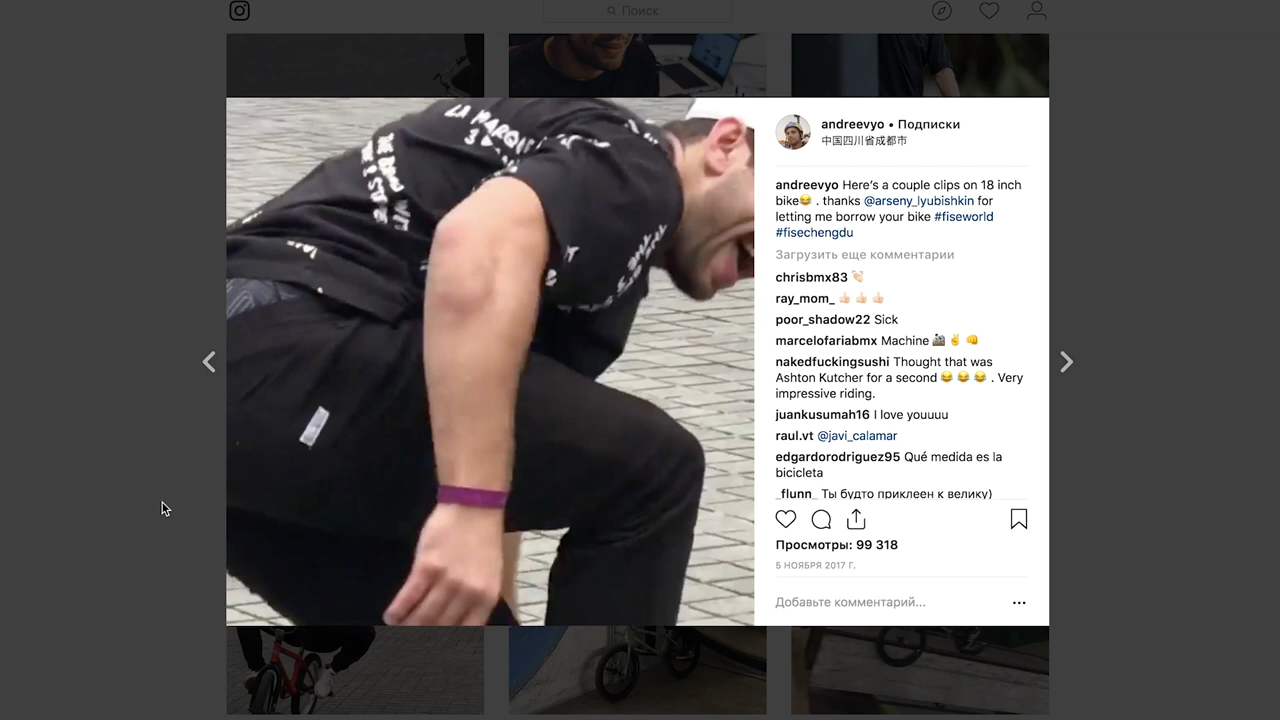 Поиск
andreevyo • Подписки
中国四川省成都市
andreevyo Here's a couple clips on 18 inch
bike😂 . thanks @arseny_lyubishkin for
letting me borrow your bike #fiseworld
#fisechengdu
Загрузить еще комментарии
chrisbmx83 👏🏻
ray_mom_ 👍🏻 👍🏻 👍🏻
poor_shadow22 Sick
marcelofariabmx Machine 🏭 ✌ 👊
nakedfuckingsushi Thought that was
Ashton Kutcher for a second 😂 😂 😂 . Very
impressive riding.
juankusumah16 I love youuuu
raul.vt @javi_calamar
edgardorodriguez95 Qué medida es la
bicicleta
_flunn_ Ты будто приклеен к велику)
Просмотры: 99 318
5 НОЯБРЯ 2017 Г.
Добавьте комментарий...
LA MARQU